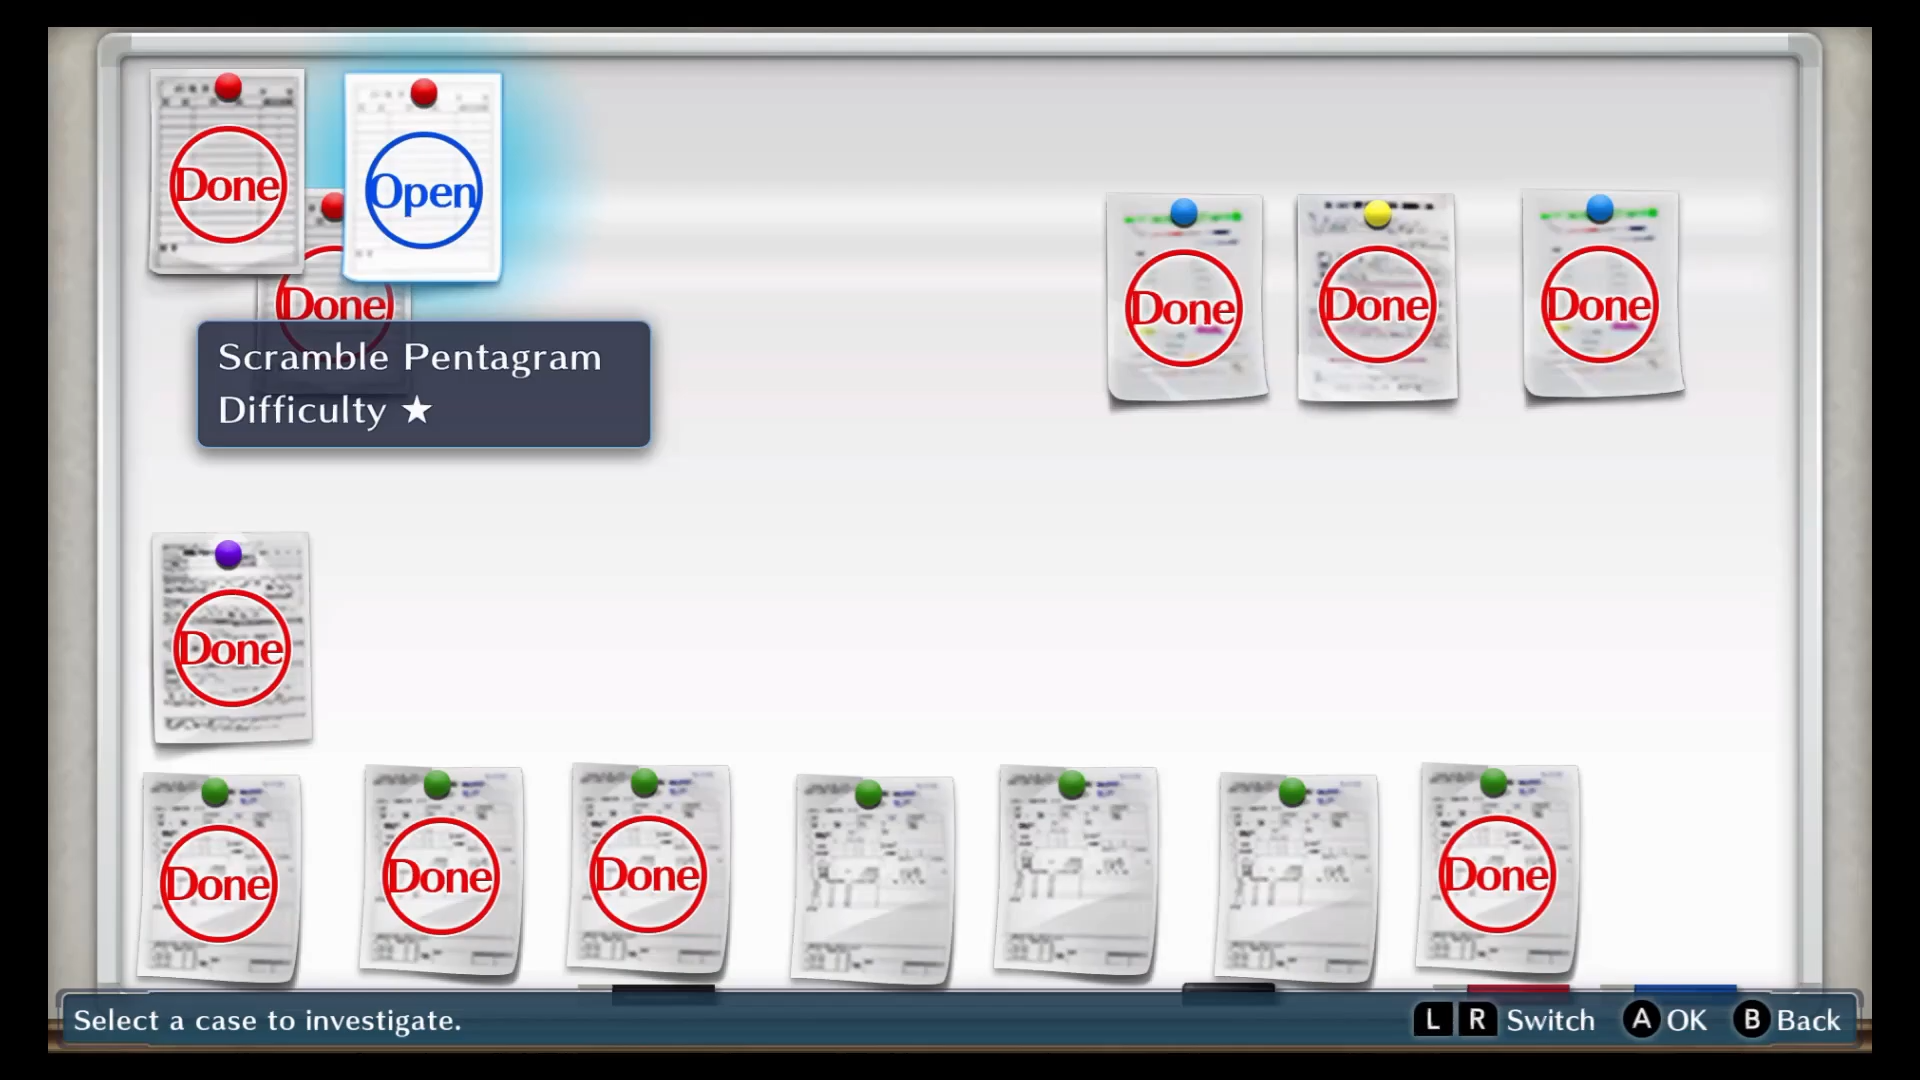 Done
Open
Done
Scramble Pentagram
Difficulty ★
Done
Done
Done
Done
Done
Done
Done
Done
Select a case to investigate.
L R Switch A OK B Back